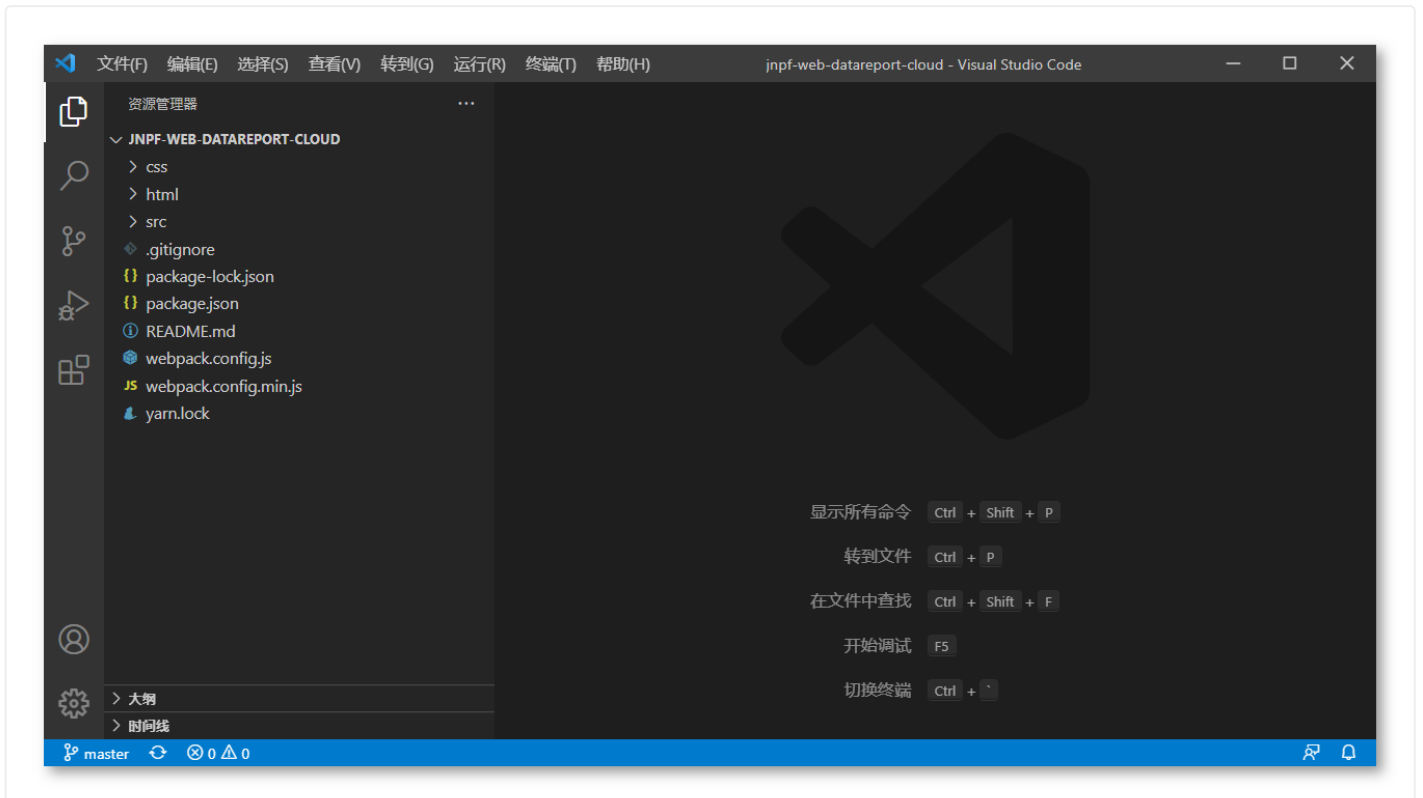 文件(F) 编辑(E) 选择(S) 查看(V) 转到(G) 运行(R) 终端(T) 帮助(H) jnpf-web-datareport-cloud - Visual Studio Code
资源管理器
JNPF-WEB-DATAREPORT-CLOUD
css
html
src
.gitignore
package-lock.json
package.json
README.md
webpack.config.js
JS webpack.config.min.js
yarn.lock
显示所有命令 Ctrl + Shift + P
转到文件 Ctrl + P
在文件中查找 Ctrl + Shift + F
开始调试 F5
切换终端 Ctrl + `
大纲
时间线
master 0 0